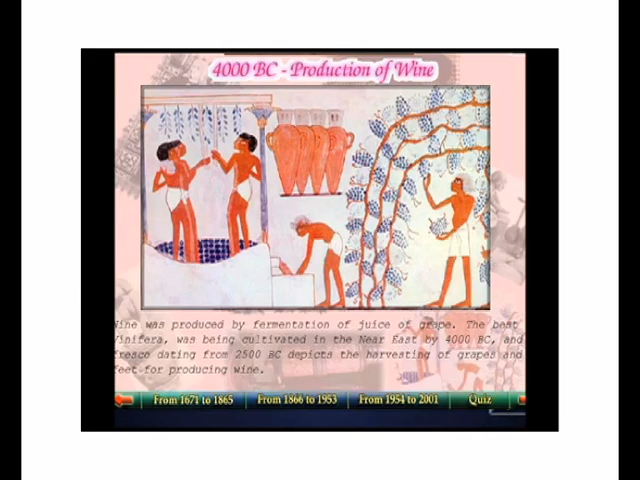 4000 BC - Production of Wine
Wine was produced by fermentation of juice of grape. The best
Vinifera, was being cultivated in the Near East by 4000 BC, and
fresco dating from 2500 BC depicts the harvesting of grapes and
feet for producing wine.
From 1671 to 1865 From 1866 to 1953 From 1954 to 2001 Quiz